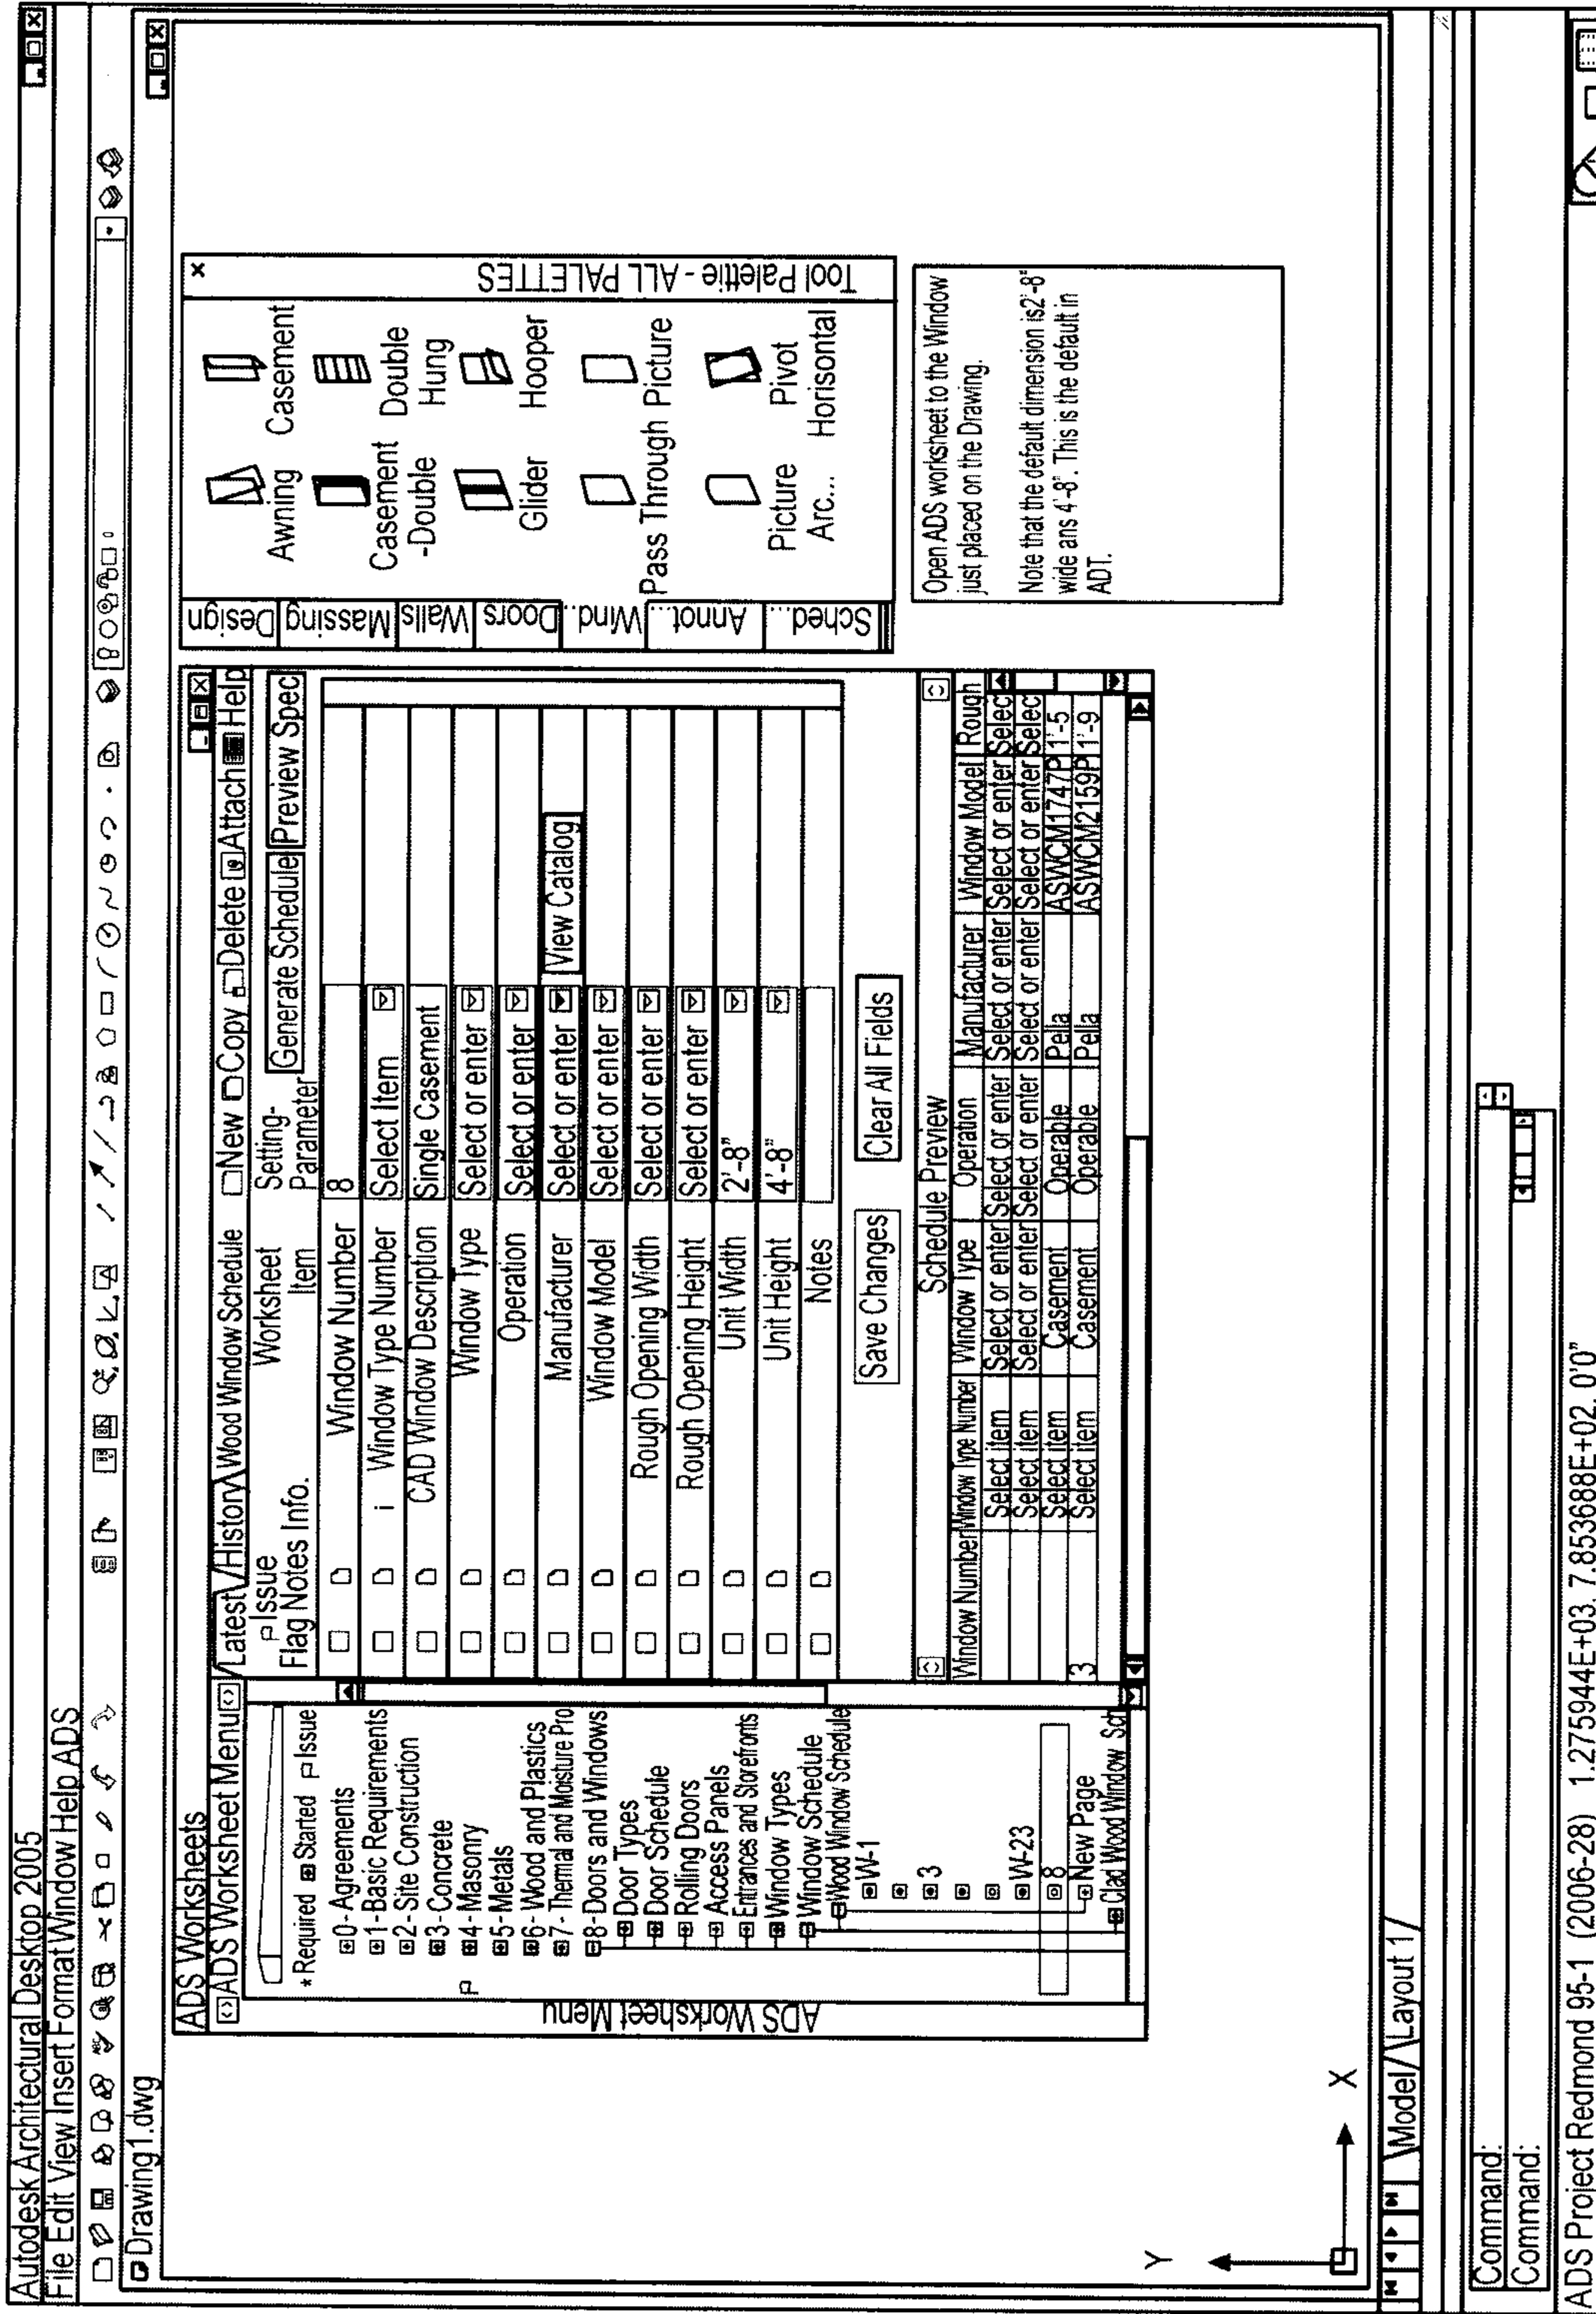 Autodesk Architectural Desktop 2005
File Edit View Insert Format Window Help ADS
Drawing1.dwg
ADS Worksheets
ADS Worksheet Menu
*Required Started Issue
0 - Agreements
1 - Basic Requirements
2 - Site Construction
3 - Concrete
4 - Masonry
5 - Metals
6 - Wood and Plastics
7 - Thermal and Moisture Pro
8 - Doors and Windows
Door Types
Door Schedule
Rolling Doors
Access Panels
Entrances and Storefronts
Window Types
Window Schedule
Wood Window Schedule
W-1
3
W-23
8
New Page
Clad Wood Window Sch
ADS Worksheet Menu
Latest History Wood Window Schedule New Copy Delete Attach Help
Issue Worksheet Setting- Generate Schedule Preview Spec
Flag Notes Info. Item Parameter
Window Number 8
i Window Type Number Select Item
CAD Window Description Single Casement
Window Type Select or enter
Operation Select or enter
Manufacturer Select or enter View Catalog
Window Model Select or enter
Rough Opening Width Select or enter
Rough Opening Height Select or enter
Unit Width 2'-8"
Unit Height 4'-8"
Notes
Save Changes Clear All Fields
Schedule Preview
Window Number Window Type Number Window Type Operation Manufacturer Window Model Rough
Select item Select or enter Select or enter Select or enter Select or enter Selec
Select item Select or enter Select or enter Select or enter Select or enter Selec
Select item Casement Operable Pella ASWCM1747P 1'-5
3 Select item Casement Operable Pella ASWCM2159P 1'-9
Design
Massing
Walls
Doors
Wind...
Annot...
Sched...
Awning Casement
Casement -Double Double Hung
Glider Hooper
Pass Through Picture
Picture Arc... Pivot Horisontal
Tool Palettie - ALL PALETTES
Open ADS worksheet to the Window
just placed on the Drawing.
Note that the default dimension is2'-8"
wide ans 4'-8". This is the default in
ADT.
Y
X
Model Layout 1
Command:
Command:
ADS Project Redmond 95-1 (2006-28) 1.275944E+03, 7.853688E+02, 0'0"